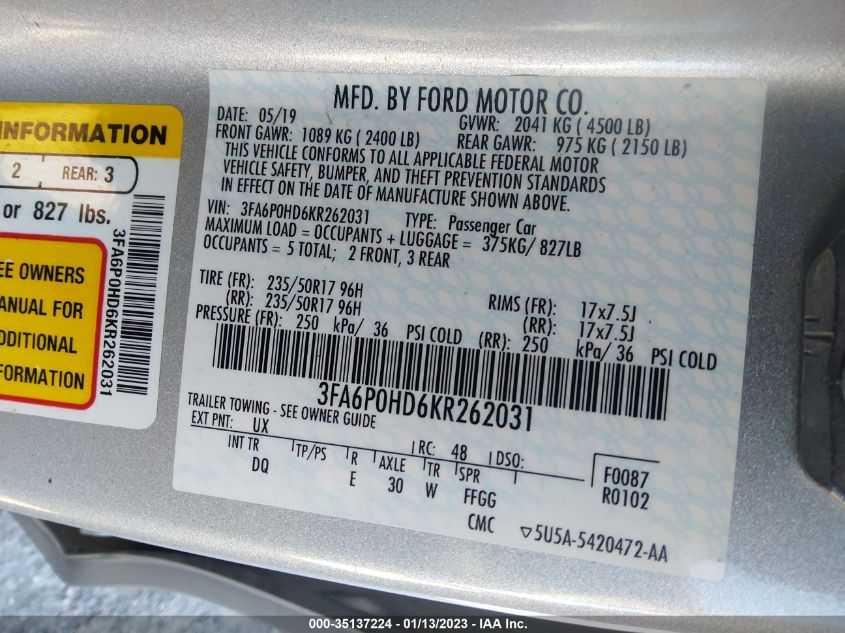 INFORMATION
2 REAR: 3
or 827 lbs.
EE OWNERS
ANUAL FOR
DDITIONAL
FORMATION
3FA6P0HD6KR262031
MFD. BY FORD MOTOR CO.
DATE: 05/19 GVWR: 2041 KG ( 4500 LB)
FRONT GAWR: 1089 KG ( 2400 LB) REAR GAWR: 975 KG ( 2150 LB)
THIS VEHICLE CONFORMS TO ALL APPLICABLE FEDERAL MOTOR
VEHICLE SAFETY, BUMPER, AND THEFT PREVENTION STANDARDS
IN EFFECT ON THE DATE OF MANUFACTURE SHOWN ABOVE.
VIN: 3FA6P0HD6KR262031 TYPE: Passenger Car
MAXIMUM LOAD = OCCUPANTS + LUGGAGE = 375KG/ 827LB
OCCUPANTS = 5 TOTAL; 2 FRONT, 3 REAR
TIRE (FR): 235/50R17 96H RIMS (FR): 17x7.5J
(RR): 235/50R17 96H (RR): 17x7.5J
PRESSURE (FR): 250 kPa/ 36 PSI COLD (RR): 250 kPa/ 36 PSI COLD
3FA6P0HD6KR262031
TRAILER TOWING - SEE OWNER GUIDE
EXT PNT: UX RC: 48 DSO:
INT TR TP/PS R AXLE TR SPR F0087
DQ E 30 W FFGG R0102
CMC ▽5U5A-5420472-AA
000-35137224 - 01/13/2023 - IAA Inc.